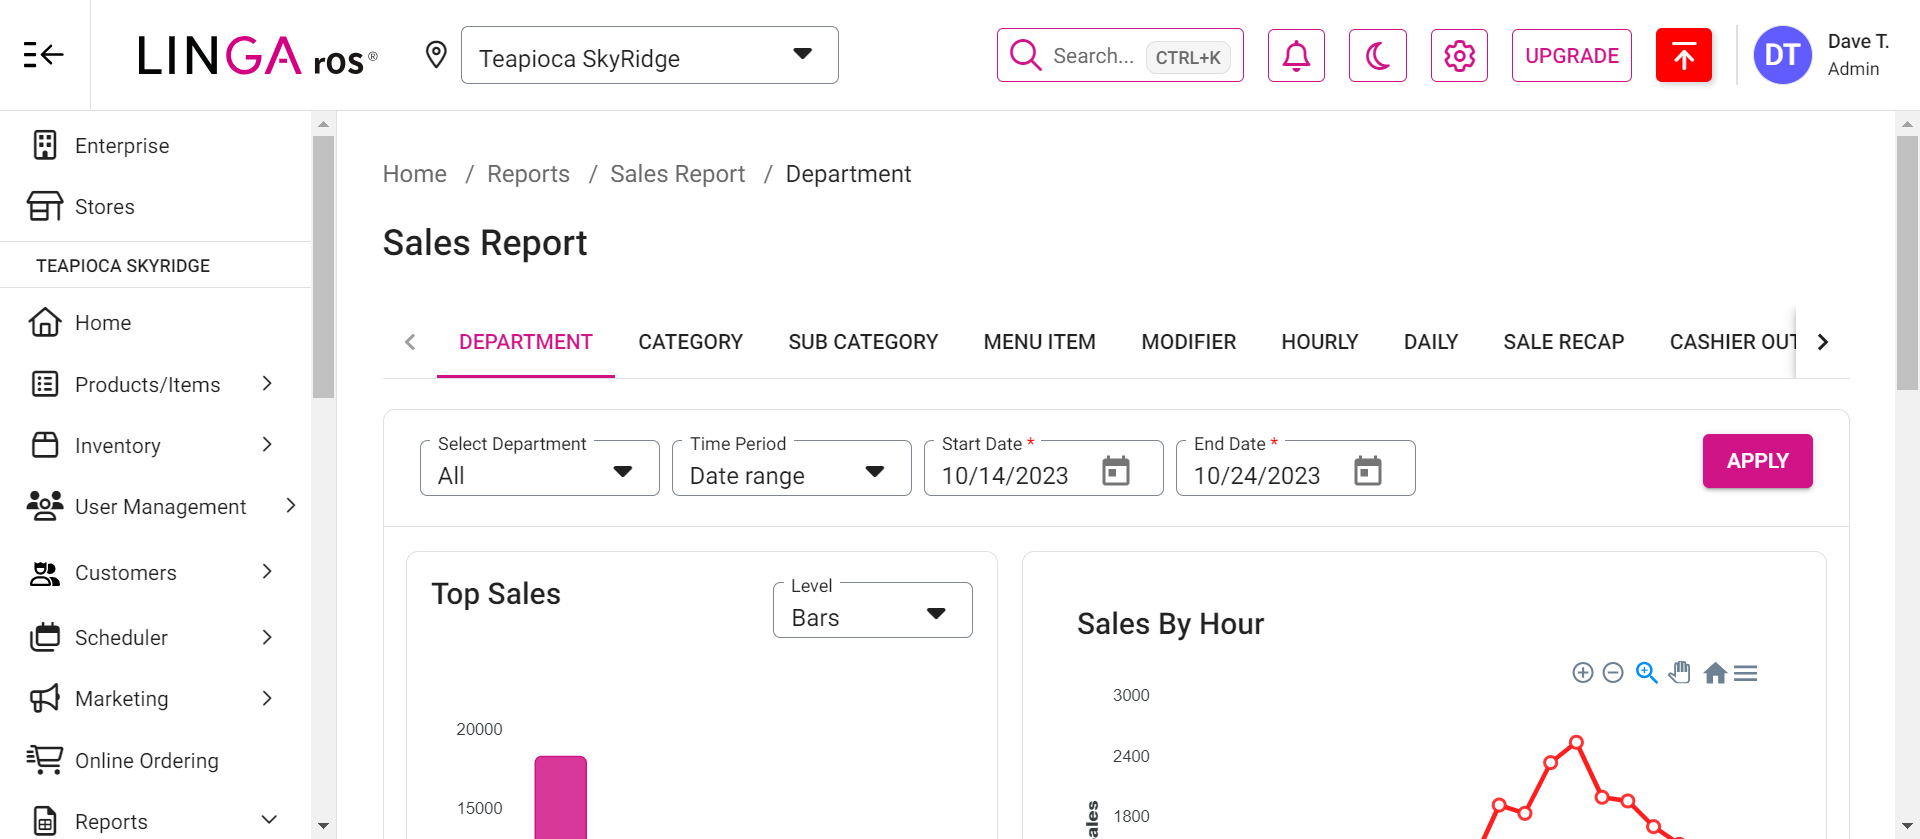 LINGA ros®
Teapioca SkyRidge
Search... CTRL+K
UPGRADE
DT
Dave T.
Admin
Enterprise
Stores
TEAPIOCA SKYRIDGE
Home
Products/Items
Inventory
User Management
Customers
Scheduler
Marketing
Online Ordering
Reports
Home / Reports / Sales Report / Department
Sales Report
DEPARTMENT CATEGORY SUB CATEGORY MENU ITEM MODIFIER HOURLY DAILY SALE RECAP CASHIER OUT
Select Department
All
Time Period
Date range
Start Date *
10/14/2023
End Date *
10/24/2023
APPLY
Top Sales
Level
Bars
20000
15000
Sales By Hour
3000
2400
1800